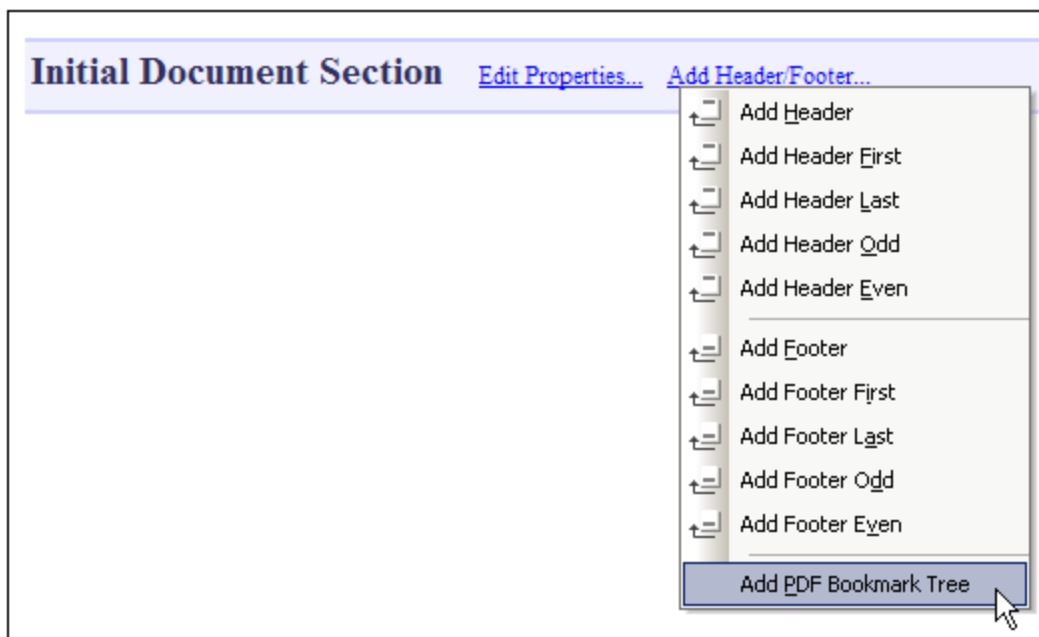 Initial Document Section Edit Properties... Add Header/Footer...
Add Header
Add Header First
Add Header Last
Add Header Odd
Add Header Even
Add Footer
Add Footer First
Add Footer Last
Add Footer Odd
Add Footer Even
Add PDF Bookmark Tree